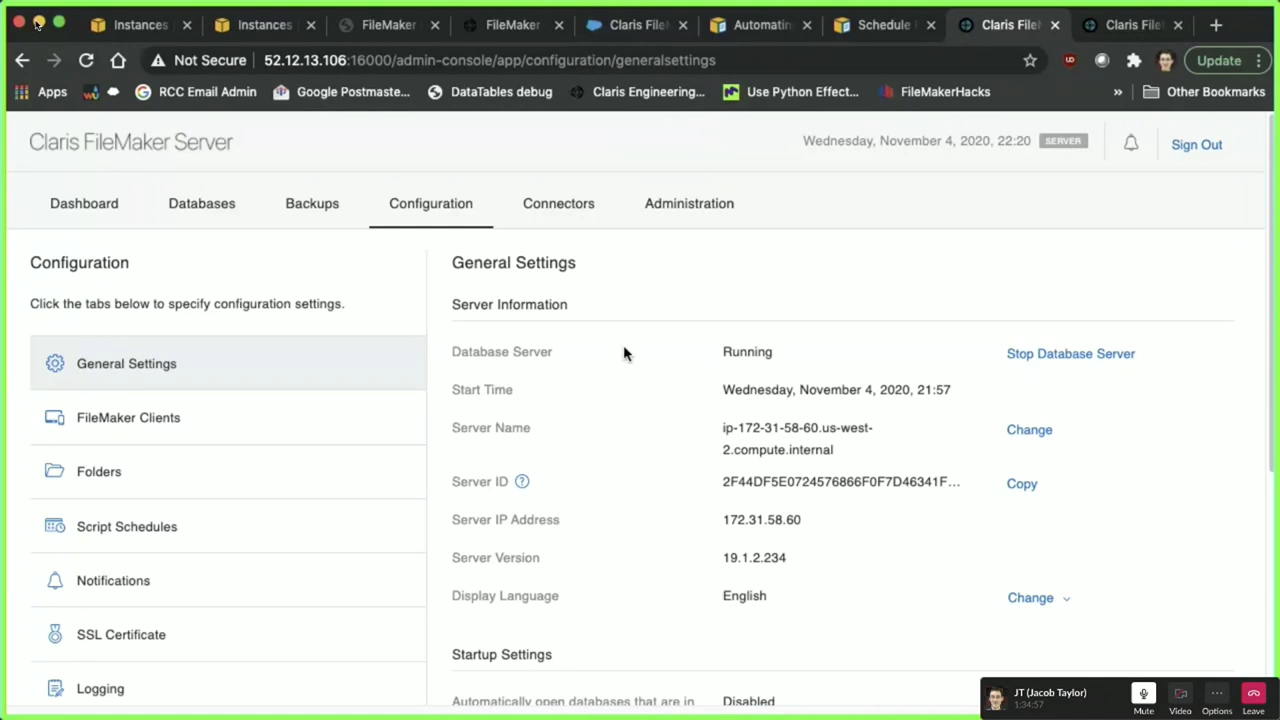 Instances
Instances
FileMaker
FileMaker
Claris File
Automatin
Schedule
Claris File
Claris File
Not Secure
52.12.13.106:16000/admin-console/app/configuration/generalsettings
Update
Apps
RCC Email Admin
Google Postmaste...
DataTables debug
Claris Engineering...
Use Python Effect...
FileMakerHacks
»
Other Bookmarks
Claris FileMaker Server
Wednesday, November 4, 2020, 22:20
SERVER
Sign Out
Dashboard
Databases
Backups
Configuration
Connectors
Administration
Configuration
Click the tabs below to specify configuration settings.
General Settings
FileMaker Clients
Folders
Script Schedules
Notifications
SSL Certificate
Logging
General Settings
Server Information
Database Server
Running
Stop Database Server
Start Time
Wednesday, November 4, 2020, 21:57
Server Name
ip-172-31-58-60.us-west-
2.compute.internal
Change
Server ID
2F44DF5E0724576866F0F7D46341F...
Copy
Server IP Address
172.31.58.60
Server Version
19.1.2.234
Display Language
English
Change
Startup Settings
Automatically open databases that are in
Disabled
JT (Jacob Taylor)
1:34:57
Mute
Video
Options
Leave